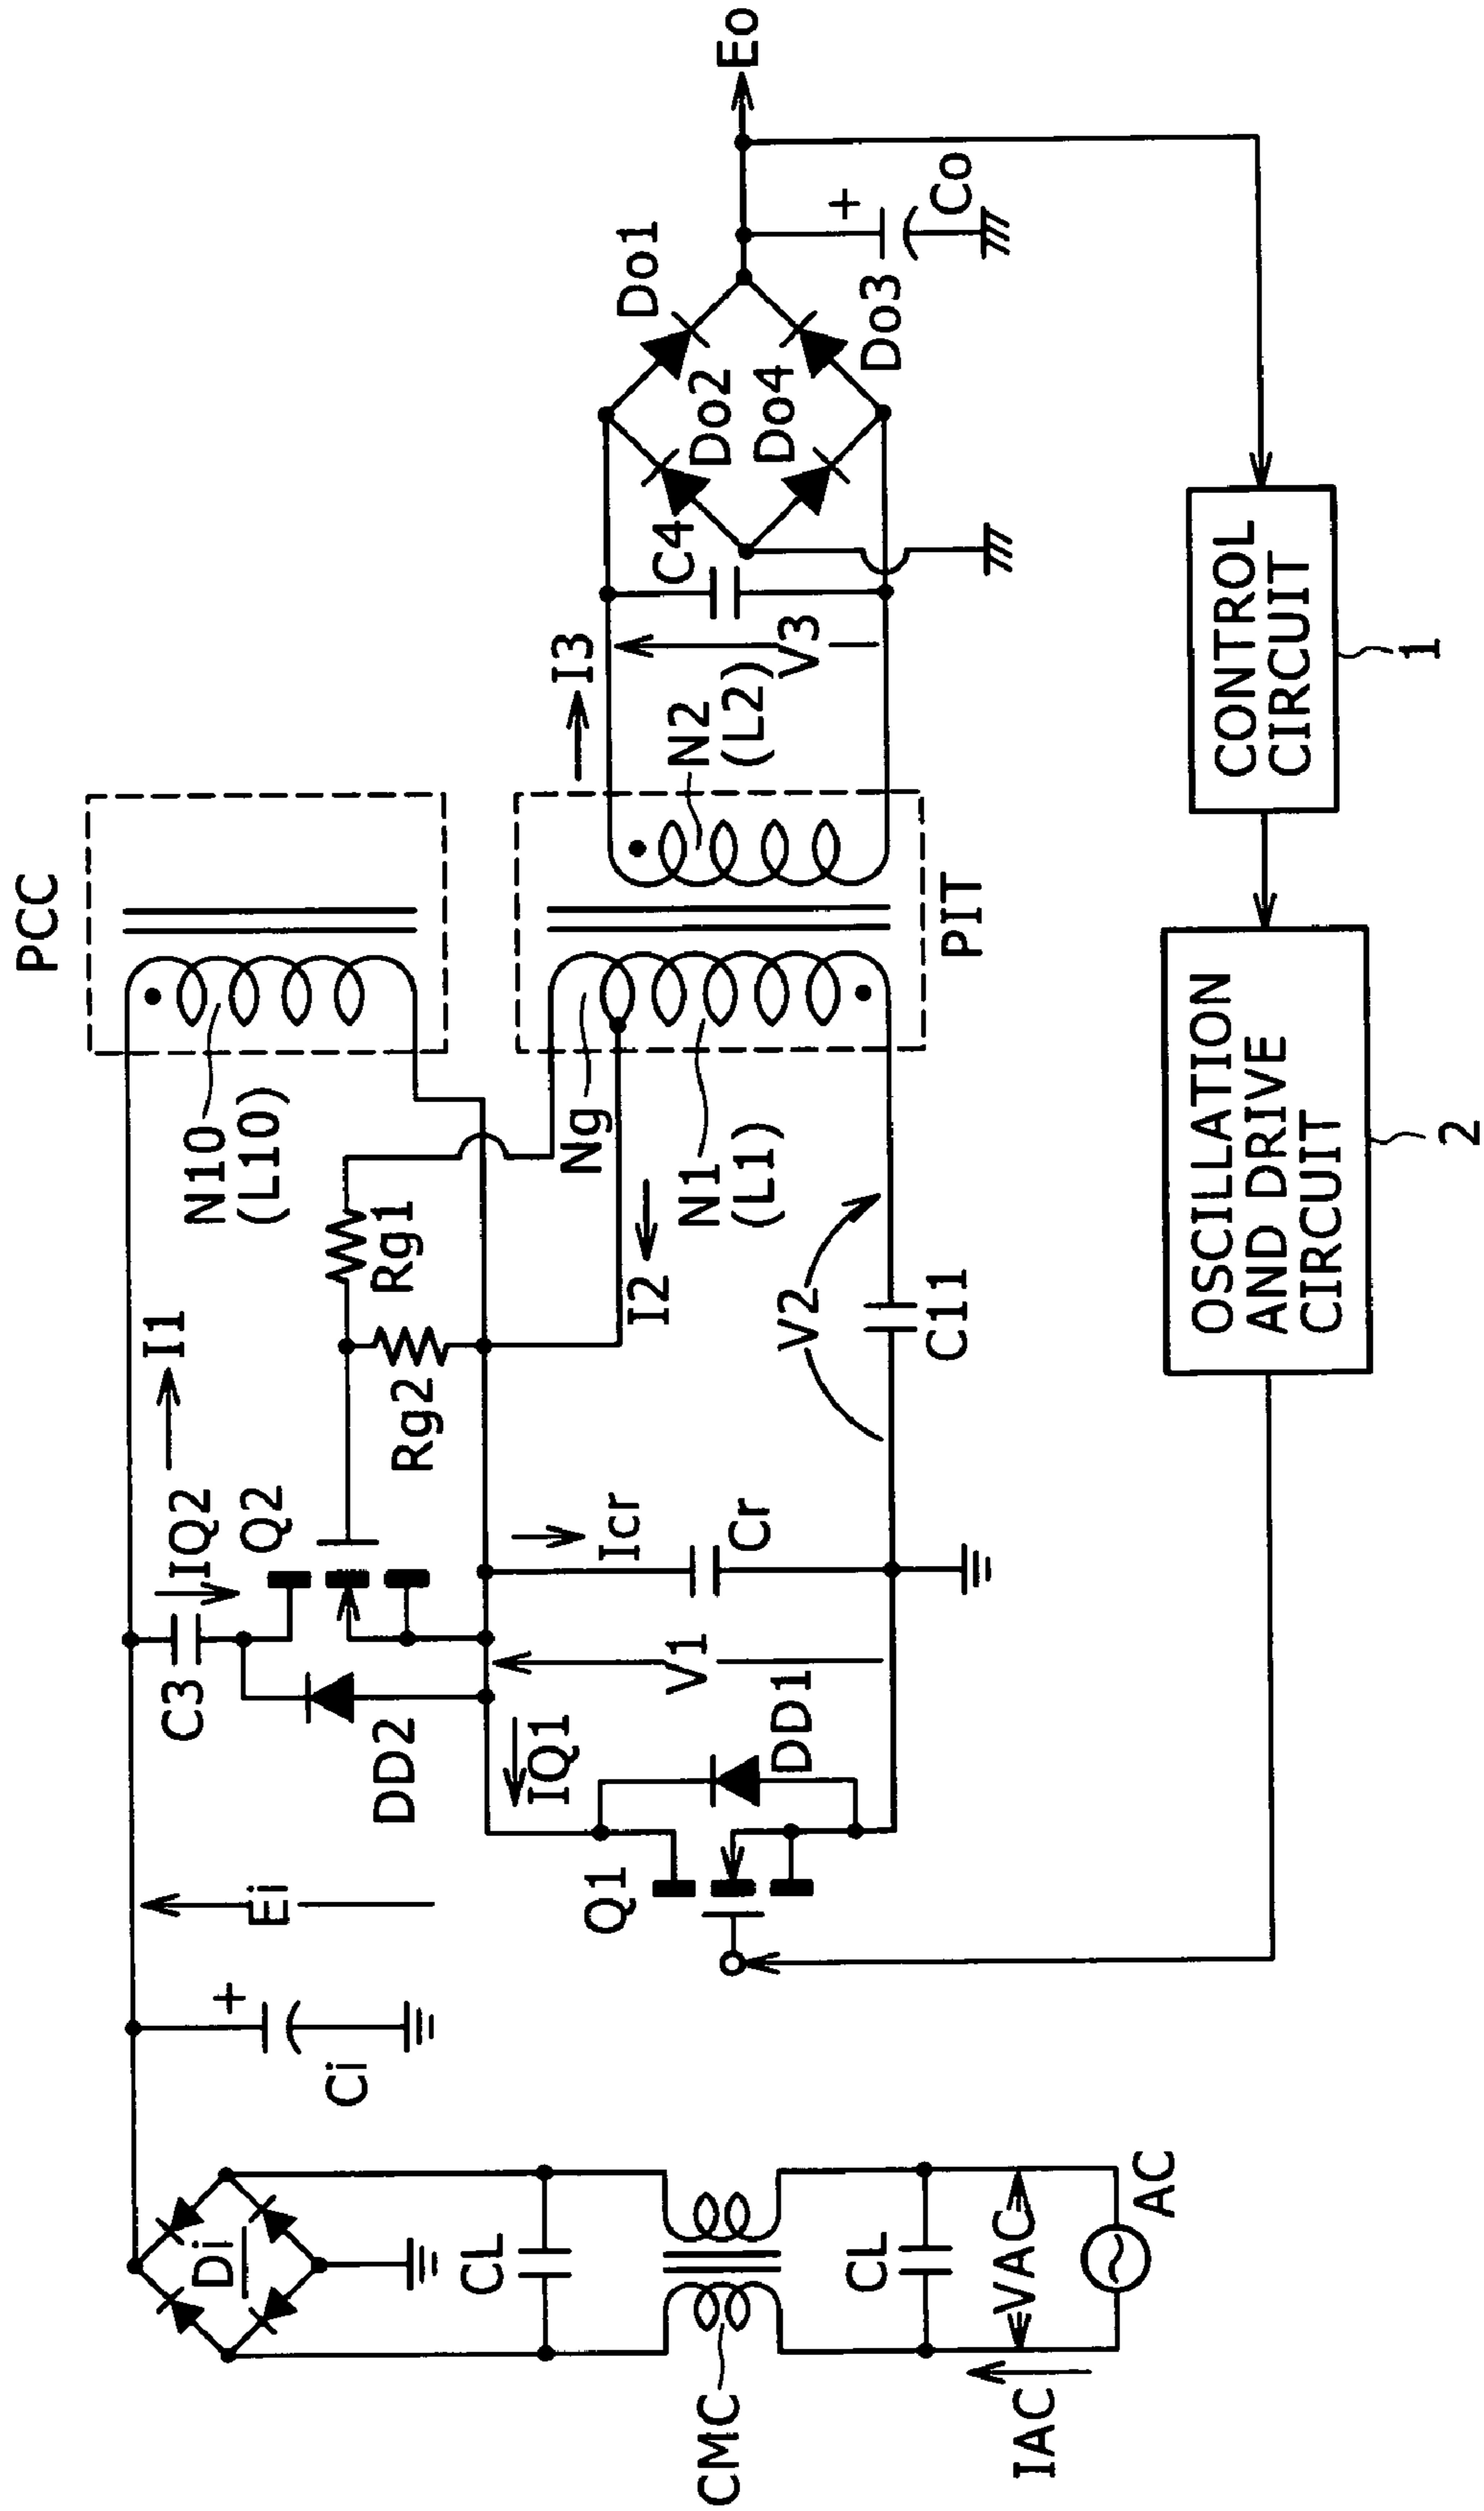 PCC
N10
(L10)
I1
IQ2
Q2
C3
DD2
Rg1
Rg2
Ng
I2
N1
(L1)
PIT
I3
N2
(L2)
V3
C4
Do1
Do2
Do4
Do3
+
Co
Eo
Ei
+
Ci
Di
CL
CMC
CL
VAC
AC
IAC
Q1
IQ1
DD1
V1
Icr
Cr
V2
C11
CONTROL
CIRCUIT
1
OSCILLATION
AND DRIVE
CIRCUIT
2